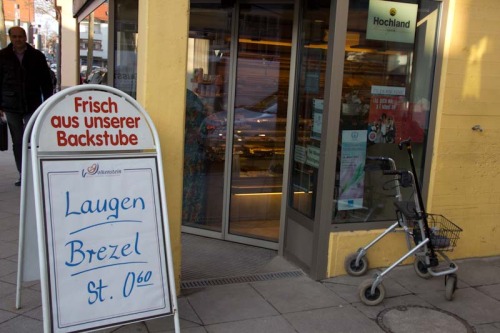 Hochland
Frisch
aus unserer
Backstube
Laugen
Brezel
St. 0.60